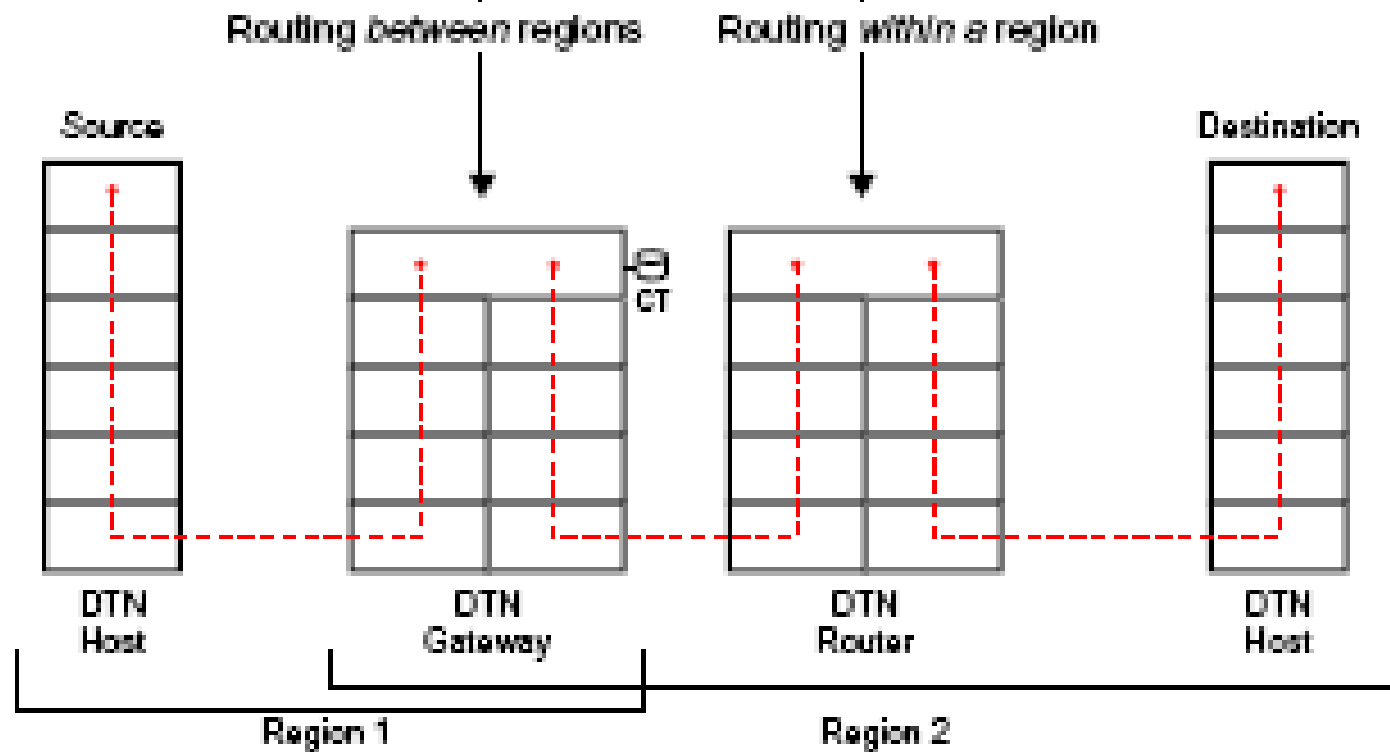 Routing between regions
Routing within a region
Source
Destination
CT
DTN
Host
DTN
Gateway
DTN
Router
DTN
Host
Region 1
Region 2